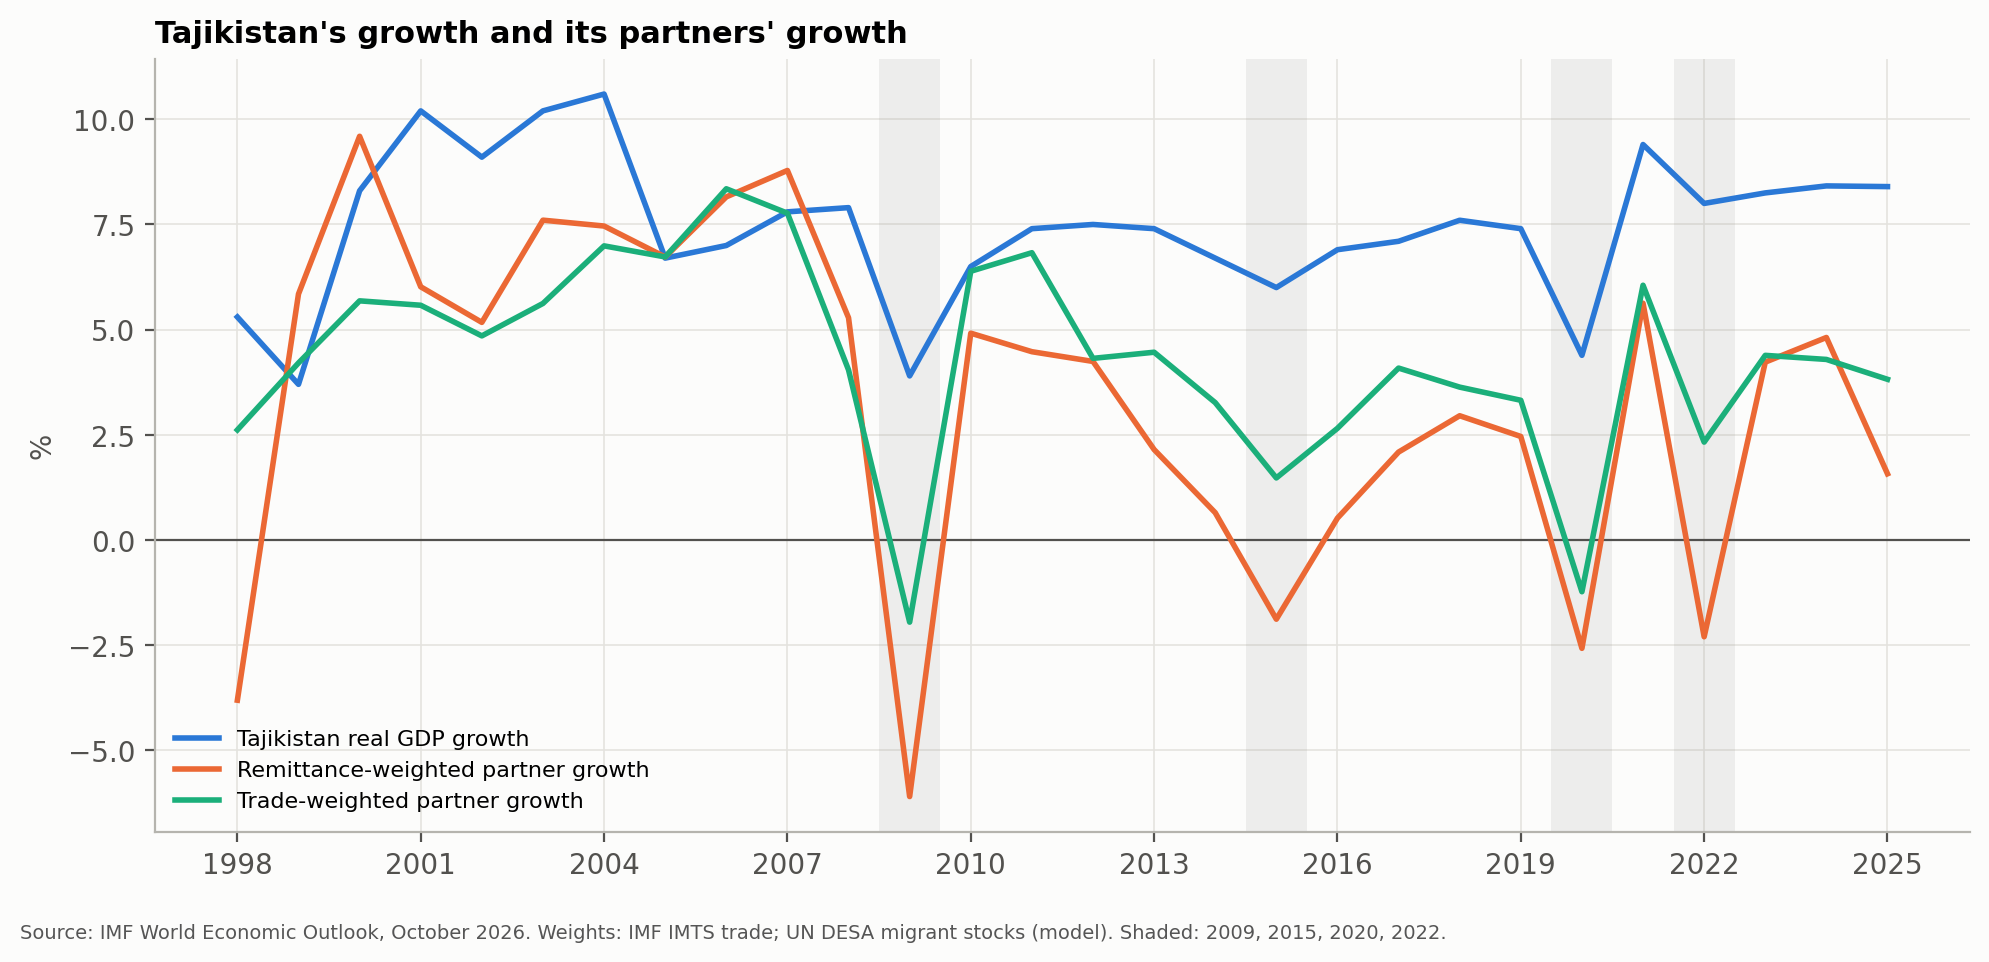 Tajikistan's growth and its partners' growth
%
10.0
7.5
5.0
2.5
0.0
−2.5
−5.0
Tajikistan real GDP growth
Remittance-weighted partner growth
Trade-weighted partner growth
1998 2001 2004 2007 2010 2013 2016 2019 2022 2025
Source: IMF World Economic Outlook, October 2026. Weights: IMF IMTS trade; UN DESA migrant stocks (model). Shaded: 2009, 2015, 2020, 2022.